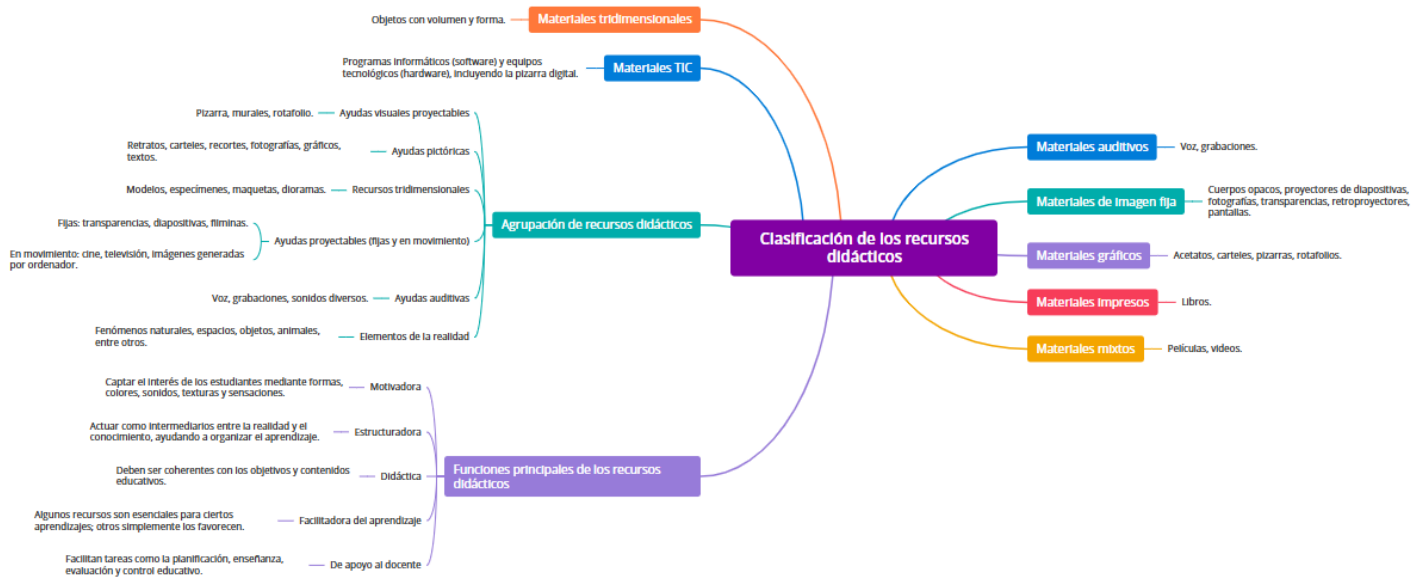 Clasificación de los recursos
didácticos
Materiales auditivos
Voz, grabaciones.
Materiales de imagen fija
Cuerpos opacos, proyectores de diapositivas,
fotografías, transparencias, retroproyectores,
pantallas.
Materiales gráficos
Acetatos, carteles, pizarras, rotafolios.
Materiales impresos
Libros.
Materiales mixtos
Películas, videos.
Materiales tridimensionales
Objetos con volumen y forma.
Materiales TIC
Programas informáticos (software) y equipos
tecnológicos (hardware), incluyendo la pizarra digital.
Agrupación de recursos didácticos
Ayudas visuales proyectables
Pizarra, murales, rotafolio.
Ayudas pictóricas
Retratos, carteles, recortes, fotografías, gráficos,
textos.
Recursos tridimensionales
Modelos, especímenes, maquetas, dioramas.
Ayudas proyectables (fijas y en movimiento)
Fijas: transparencias, diapositivas, filminas.
En movimiento: cine, televisión, imágenes generadas
por ordenador.
Ayudas auditivas
Voz, grabaciones, sonidos diversos.
Elementos de la realidad
Fenómenos naturales, espacios, objetos, animales,
entre otros.
Funciones principales de los recursos
didácticos
Motivadora
Captar el interés de los estudiantes mediante formas,
colores, sonidos, texturas y sensaciones.
Estructuradora
Actuar como intermediarios entre la realidad y el
conocimiento, ayudando a organizar el aprendizaje.
Didáctica
Deben ser coherentes con los objetivos y contenidos
educativos.
Facilitadora del aprendizaje
Algunos recursos son esenciales para ciertos
aprendizajes; otros simplemente los favorecen.
De apoyo al docente
Facilitan tareas como la planificación, enseñanza,
evaluación y control educativo.